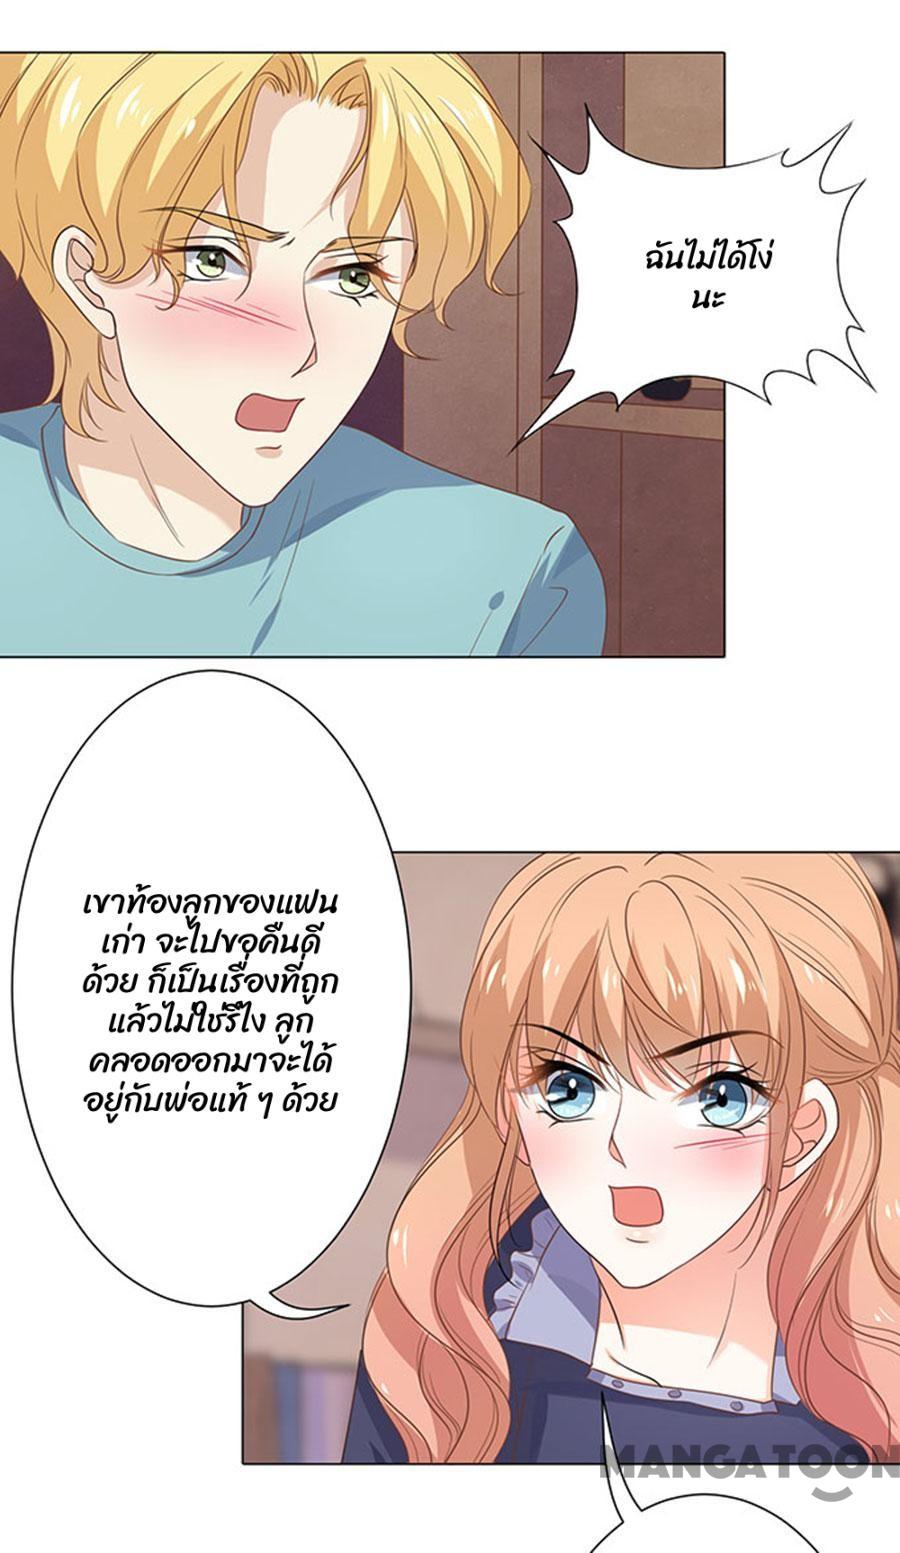 ฉันไม่ได้โง่
นะ
เขาท้องลูกของแฟน
เก่า จะไปขอคืนดี
ด้วย ก็เป็นเรื่องที่ถูก
แล้วไม่ใช่รึไง ลูก
คลอดออกมาจะได้
อยู่กับพ่อแท้ ๆ ด้วย
MANGATOON